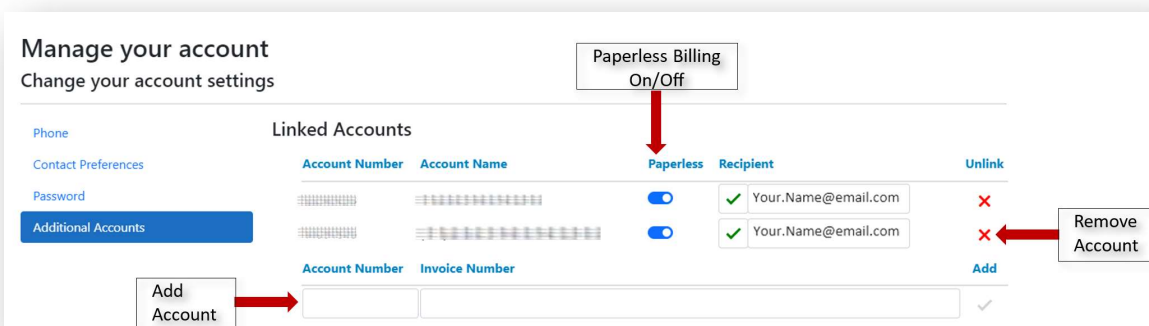 Manage your account
Change your account settings
Paperless Billing
On/Off
Phone
Contact Preferences
Password
Additional Accounts
Linked Accounts
Account Number Account Name Paperless Recipient Unlink
Your.Name@email.com
Your.Name@email.com
Remove
Account
Account Number Invoice Number Add
Add
Account